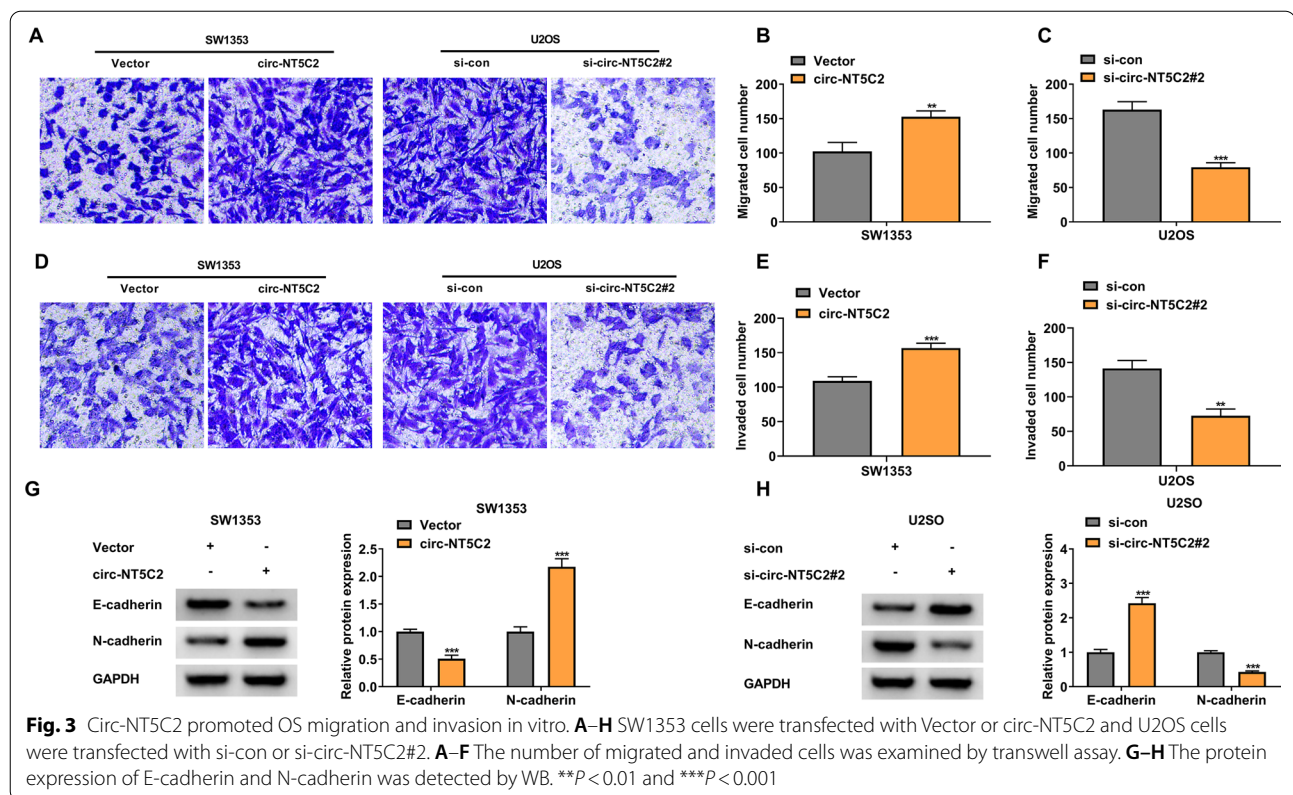 A
SW1353
U2OS
Vector
circ-NT5C2
si-con
si-circ-NT5C2#2
B
Vector
circ-NT5C2
Migrated cell number
200
150
100
50
0
**
SW1353
C
si-con
si-circ-NT5C2#2
Migrated cell number
200
150
100
50
0
***
U2OS
D
SW1353
U2OS
Vector
circ-NT5C2
si-con
si-circ-NT5C2#2
E
Vector
circ-NT5C2
Invaded cell number
200
150
100
50
0
***
SW1353
F
si-con
si-circ-NT5C2#2
Invaded cell number
200
150
100
50
0
**
U2OS
G
SW1353
Vector + -
circ-NT5C2 - +
E-cadherin
N-cadherin
GAPDH
SW1353
Vector
circ-NT5C2
Relative protein expression
2.5
2.0
1.5
1.0
0.5
0.0
***
***
E-cadherin N-cadherin
H
U2SO
si-con + -
si-circ-NT5C2#2 - +
E-cadherin
N-cadherin
GAPDH
U2SO
si-con
si-circ-NT5C2#2
Relative protein expression
6
4
2
0
***
***
E-cadherin N-cadherin
Fig. 3 Circ-NT5C2 promoted OS migration and invasion in vitro. A–H SW1353 cells were transfected with Vector or circ-NT5C2 and U2OS cells
were transfected with si-con or si-circ-NT5C2#2. A–F The number of migrated and invaded cells was examined by transwell assay. G–H The protein
expression of E-cadherin and N-cadherin was detected by WB. **P < 0.01 and ***P < 0.001